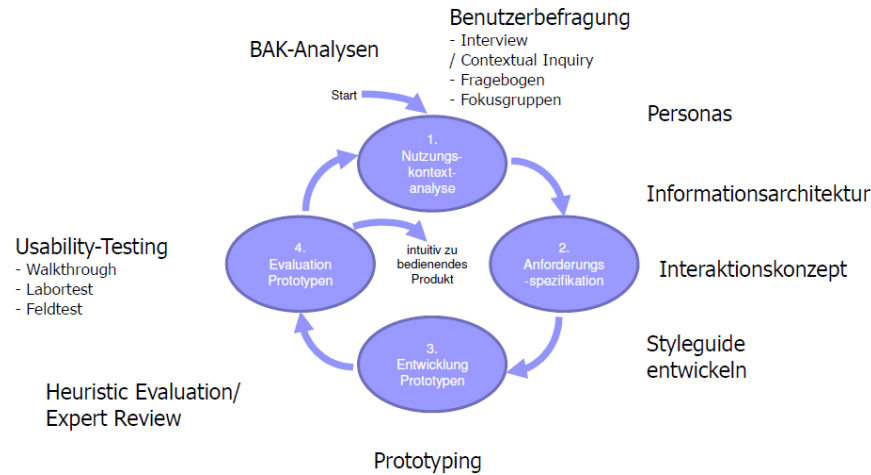 Benutzerbefragung
- Interview
/ Contextual Inquiry
- Fragebogen
- Fokusgruppen
BAK-Analysen
Start
Personas
1.
Nutzungs-
kontext-
analyse
Informationsarchitektur
Usability-Testing
- Walkthrough
- Labortest
- Feldtest
4.
Evaluation
Prototypen
intuitiv zu
bedienendes
Produkt
2.
Anforderungs
-spezifikation
Interaktionskonzept
3.
Entwicklung
Prototypen
Styleguide
entwickeln
Heuristic Evaluation/
Expert Review
Prototyping